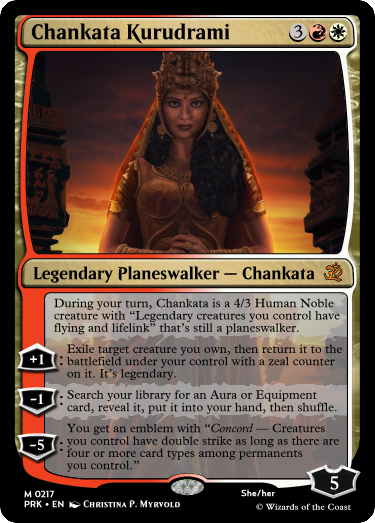 Chankata Kurudrami 3
Legendary Planeswalker — Chankata
During your turn, Chankata is a 4/3 Human Noble
creature with “Legendary creatures you control have
flying and lifelink” that’s still a planeswalker.
+1: Exile target creature you own, then return it to the
battlefield under your control with a zeal counter
on it. It’s legendary.
-1: Search your library for an Aura or Equipment
card, reveal it, put it into your hand, then shuffle.
-5: You get an emblem with “Concord — Creatures
you control have double strike as long as there are
four or more card types among permanents
you control.”
5
M 0217
PRK • EN Christina P. Myrvold
She/her
© Wizards of the Coast